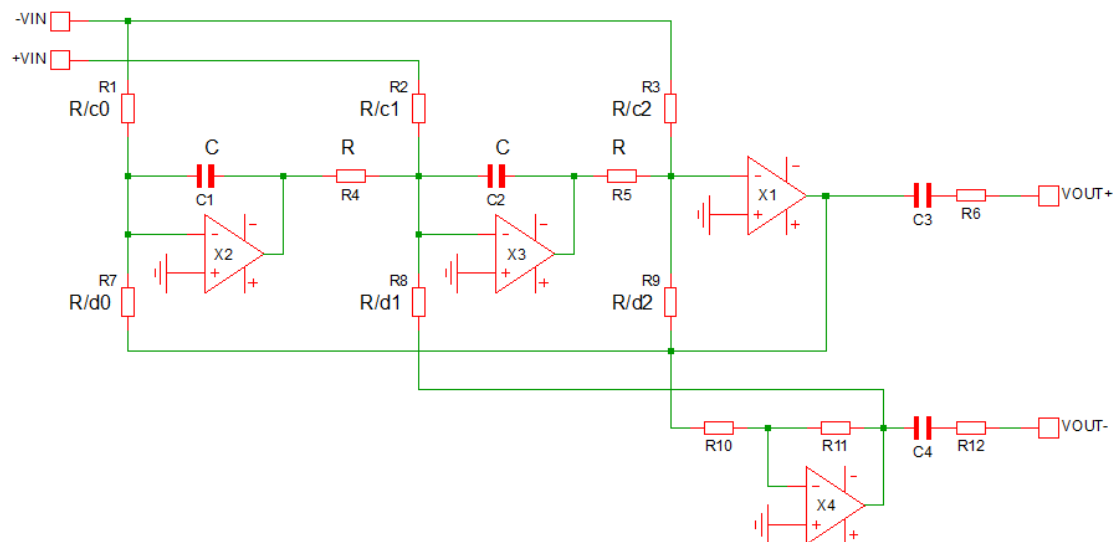 -VIN
+VIN
R1
R/c0
R2
R/c1
R3
R/c2
C
R
C
R
C1
R4
C2
R5
X1
-
-
+
+
C3
R6
VOUT+
X2
-
-
+
+
X3
-
-
+
+
R7
R/d0
R8
R/d1
R9
R/d2
R10
R11
C4
R12
VOUT-
X4
-
-
+
+